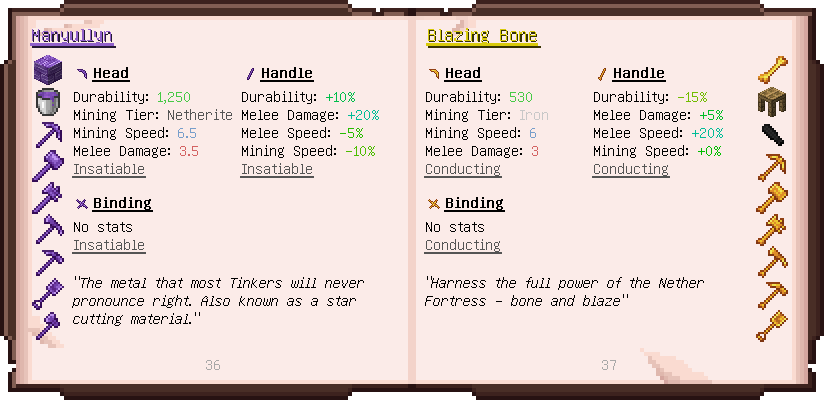 Manyullyn
Head
Durability: 1,250
Mining Tier: Netherite
Mining Speed: 6.5
Melee Damage: 3.5
Insatiable
Handle
Durability: +10%
Melee Damage: +20%
Melee Speed: -5%
Mining Speed: -10%
Insatiable
Binding
No stats
Insatiable
"The metal that most Tinkers will never
pronounce right. Also known as a star
cutting material."
36
Blazing Bone
Head
Durability: 530
Mining Tier: Iron
Mining Speed: 6
Melee Damage: 3
Conducting
Handle
Durability: -15%
Melee Damage: +5%
Melee Speed: +20%
Mining Speed: +0%
Conducting
Binding
No stats
Conducting
"Harness the full power of the Nether
Fortress - bone and blaze"
37